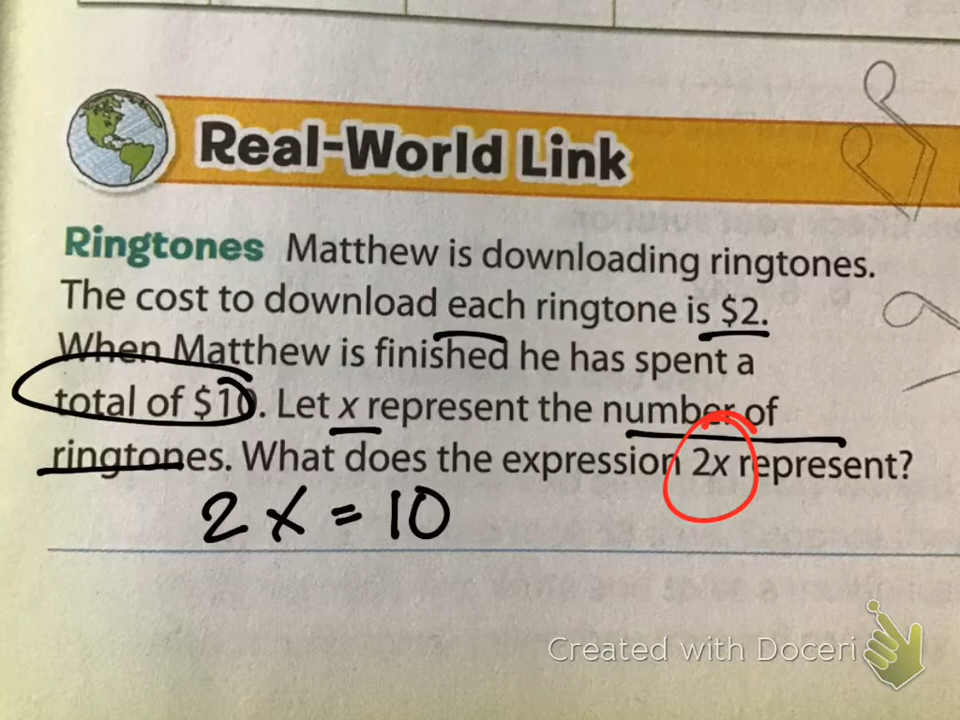 Real-World Link
Ringtones Matthew is downloading ringtones.
The cost to download each ringtone is $2.
When Matthew is finished he has spent a
total of $10. Let x represent the number of
ringtones. What does the expression 2x represent?
2x = 10
Created with Doceri